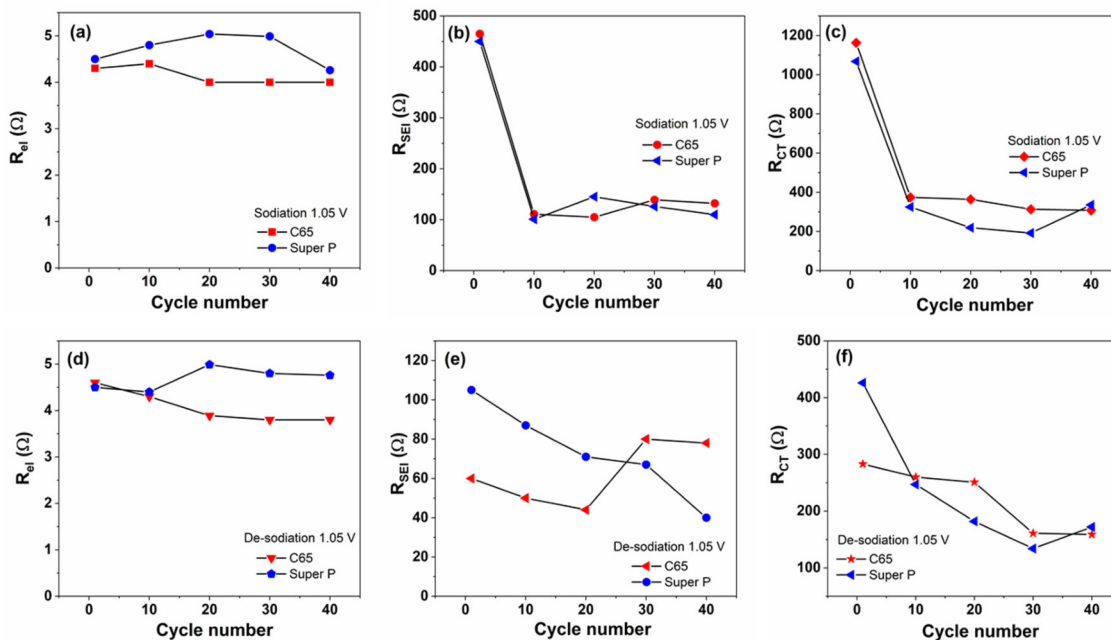 (a)
5
4
3
2
1
0
R_el (Ω)
Sodiation 1.05 V
C65
Super P
0 10 20 30 40
Cycle number
(b)
500
400
300
200
100
0
R_SEI (Ω)
Sodiation 1.05 V
C65
Super P
0 10 20 30 40
Cycle number
(c)
1200
1000
800
600
400
200
0
R_CT (Ω)
Sodiation 1.05 V
C65
Super P
0 10 20 30 40
Cycle number
(d)
5
4
3
2
1
0
R_el (Ω)
De-sodiation 1.05 V
C65
Super P
0 10 20 30 40
Cycle number
(e)
120
100
80
60
40
20
0
R_SEI (Ω)
De-sodiation 1.05 V
C65
Super P
0 10 20 30 40
Cycle number
(f)
500
400
300
200
100
R_CT (Ω)
De-sodiation 1.05 V
C65
Super P
0 10 20 30 40
Cycle number